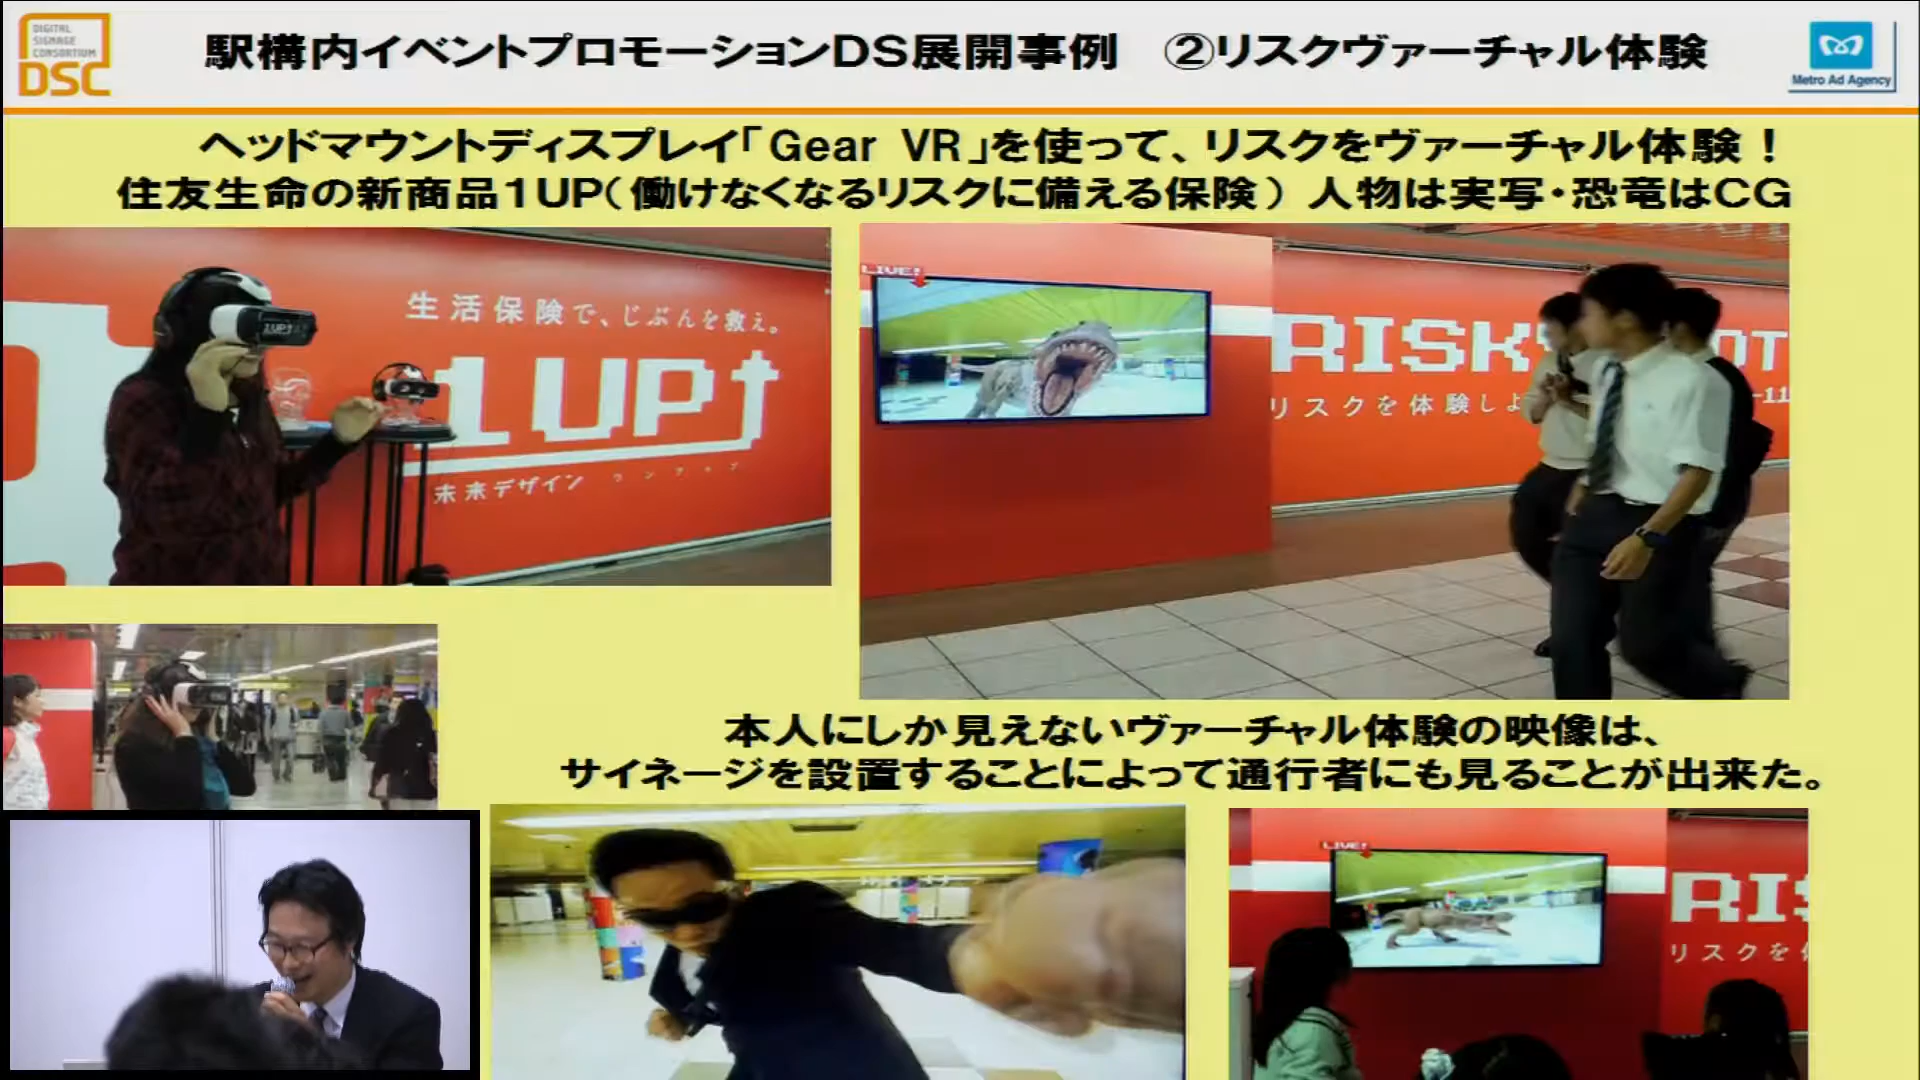 DIGITAL
SIGNAGE
CONSORTIUM
DSC
駅構内イベントプロモーションDS展開事例　②リスクヴァーチャル体験
Metro Ad Agency
ヘッドマウントディスプレイ「Gear VR」を使って、リスクをヴァーチャル体験！
住友生命の新商品1UP(働けなくなるリスクに備える保険) 人物は実写・恐竜はCG
生活保険で、じぶんを救え。
1UP
1UP
未来デザイン ワンアップ
LIVE!
RISK
リスクを体験しよ
本人にしか見えないヴァーチャル体験の映像は、
サイネージを設置することによって通行者にも見ることが出来た。
LIVE!
RIS
リスクを